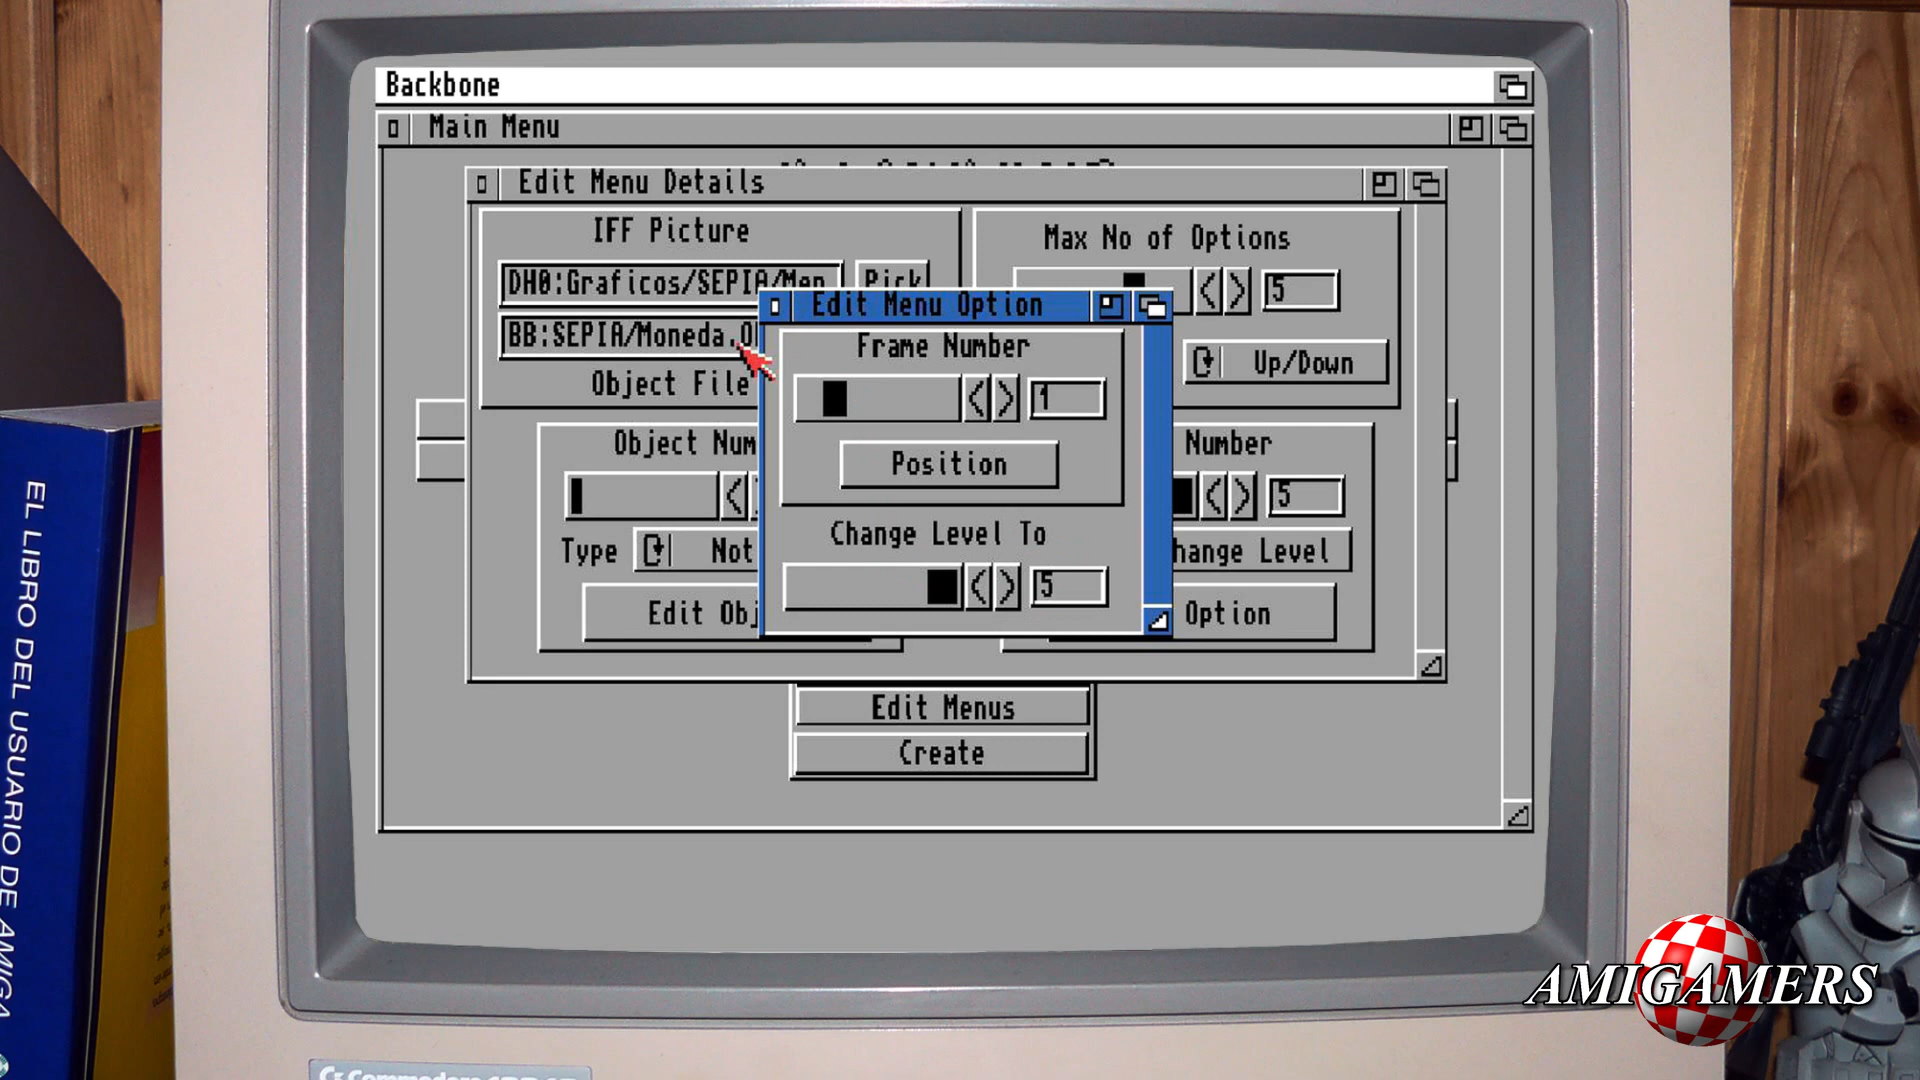 Backbone
Main Menu
Edit Menu Details
IFF Picture
DH0:Graficos/SEPIA/Men
Pick
BB:SEPIA/Moneda.O
Object File
Max No of Options
5
Up/Down
Edit Menu Option
Frame Number
1
Position
Change Level To
5
Object Num
Type
Not
Edit Obj
Number
5
hange Level
Option
Edit Menus
Create
EL LIBRO DEL USUARIO DE AMIGA
AMIGAMERS
Commodore